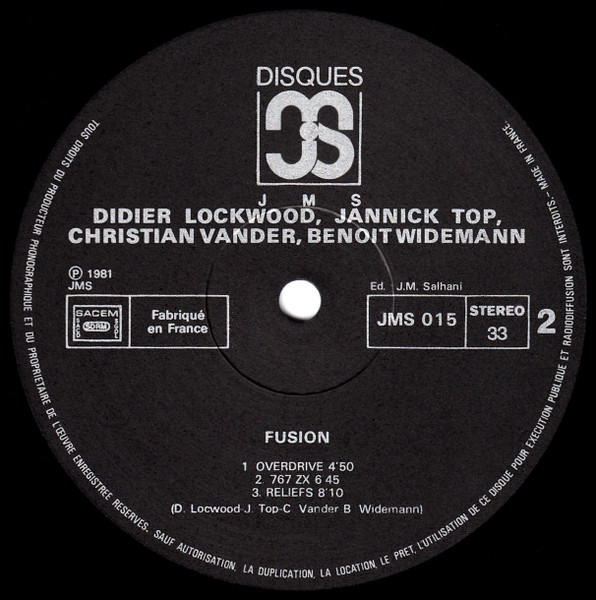 DISQUES
JMS
J M S
DIDIER LOCKWOOD, JANNICK TOP,
CHRISTIAN VANDER, BENOIT WIDEMANN
Ⓟ 1981
JMS
Ed. J.M. Salhani
SACEM
SACD SDRM SGDL
Fabriqué
en France
JMS 015
STEREO
33
2
FUSION
1 OVERDRIVE 4'50
2. 767 ZX 6 45
3. RELIEFS 8'10
(D. Locwood-J. Top-C Vander B Widemann)
TOUS DROITS DU PRODUCTEUR PHONOGRAPHIQUE ET DU PROPRIETAIRE DE L'ŒUVRE ENREGISTREE RESERVES. SAUF AUTORISATION, LA DUPLICATION, LA LOCATION, LE PRET, L'UTILISATION DE CE DISQUE POUR EXECUTION PUBLIQUE ET RADIODIFFUSION SONT INTERDITS - MADE IN FRANCE.